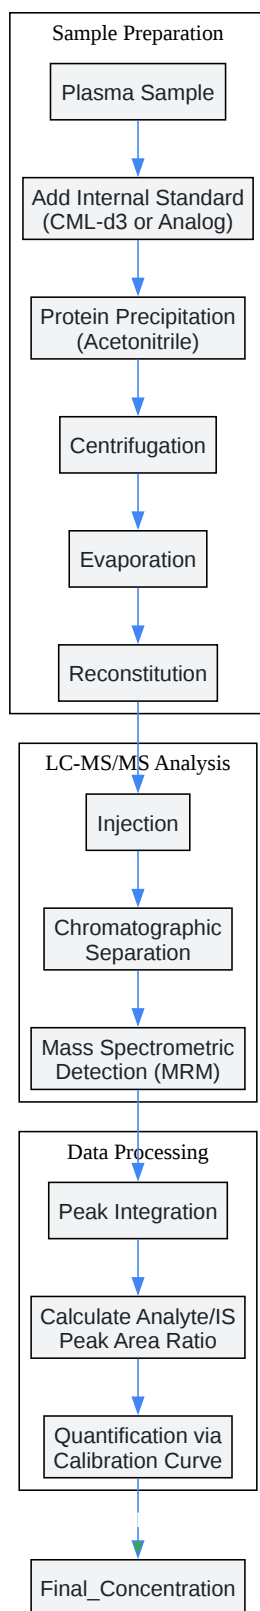 Sample Preparation
Plasma Sample
Add Internal Standard
(CML-d3 or Analog)
Protein Precipitation
(Acetonitrile)
Centrifugation
Evaporation
Reconstitution
LC-MS/MS Analysis
Injection
Chromatographic
Separation
Mass Spectrometric
Detection (MRM)
Data Processing
Peak Integration
Calculate Analyte/IS
Peak Area Ratio
Quantification via
Calibration Curve
Final_Concentration